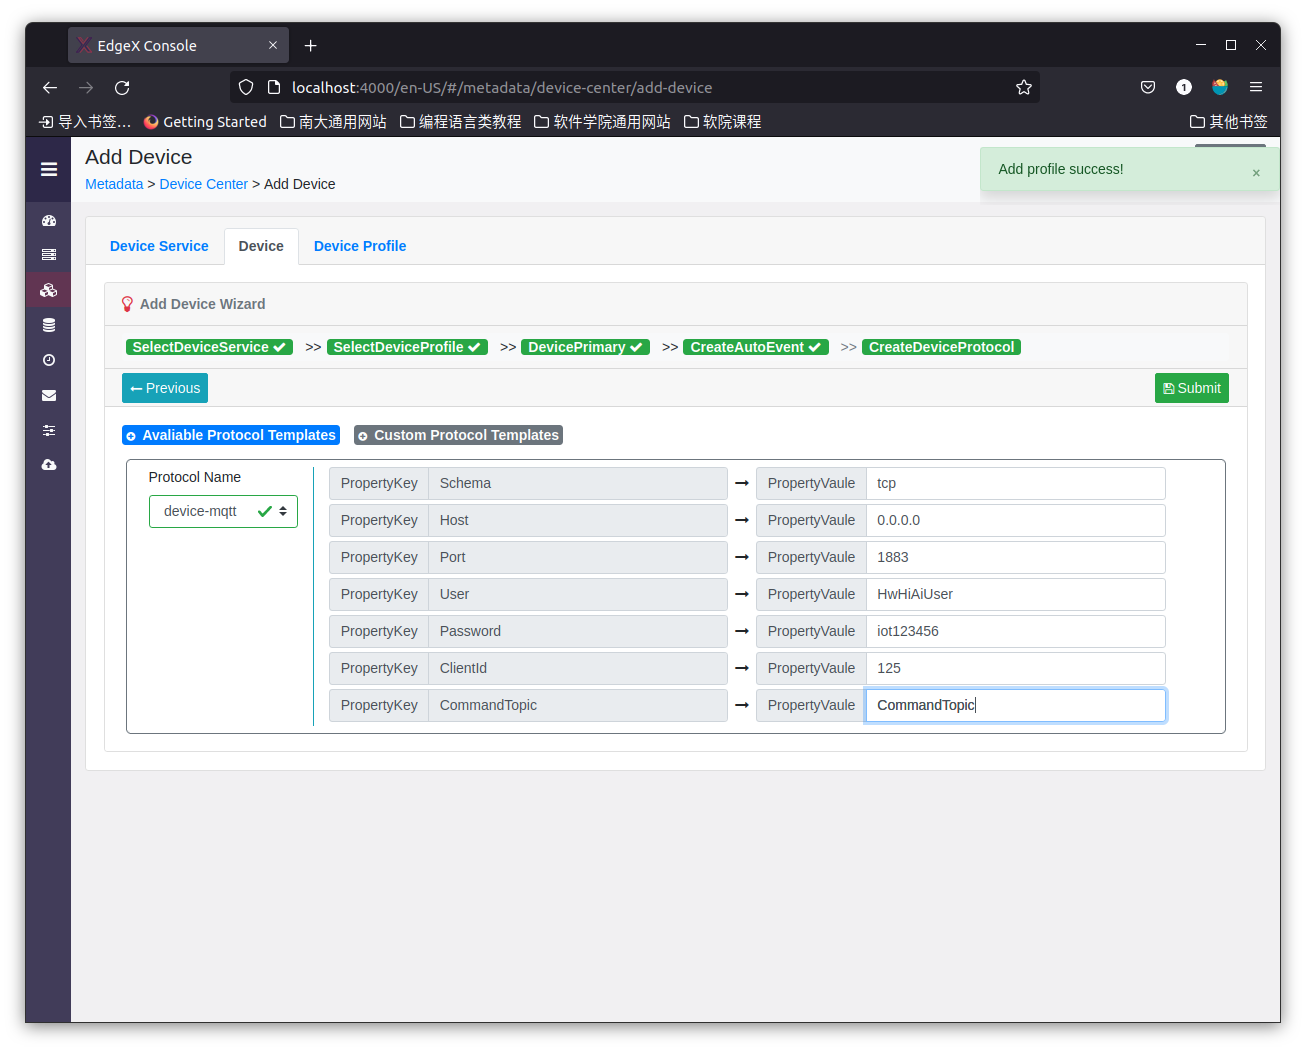 EdgeX Console
localhost:4000/en-US/#/metadata/device-center/add-device
1
导入书签... Getting Started 南大通用网站 编程语言类教程 软件学院通用网站 软院课程 其他书签
Add Device
Metadata > Device Center > Add Device
Add profile success! ×
Device Service Device Device Profile
Add Device Wizard
SelectDeviceService >> SelectDeviceProfile >> DevicePrimary >> CreateAutoEvent >> CreateDeviceProtocol
Previous Submit
Avaliable Protocol Templates Custom Protocol Templates
Protocol Name
device-mqtt
PropertyKey Schema PropertyVaule tcp
PropertyKey Host PropertyVaule 0.0.0.0
PropertyKey Port PropertyVaule 1883
PropertyKey User PropertyVaule HwHiAiUser
PropertyKey Password PropertyVaule iot123456
PropertyKey ClientId PropertyVaule 125
PropertyKey CommandTopic PropertyVaule CommandTopic